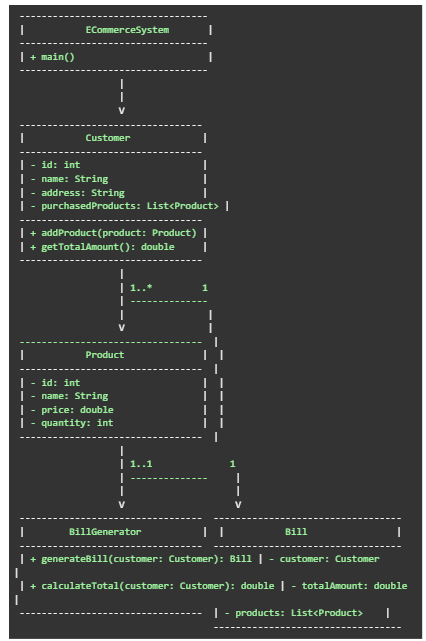 ECommerceSystem
+ main()
Customer
- id: int
- name: String
- address: String
- purchasedProducts: List<Product>
+ addProduct(product: Product)
+ getTotalAmount(): double
1..* 1
Product
- id: int
- name: String
- price: double
- quantity: int
1..1 1
BillGenerator Bill
+ generateBill(customer: Customer): Bill | - customer: Customer
+ calculateTotal(customer: Customer): double | - totalAmount: double
- products: List<Product>